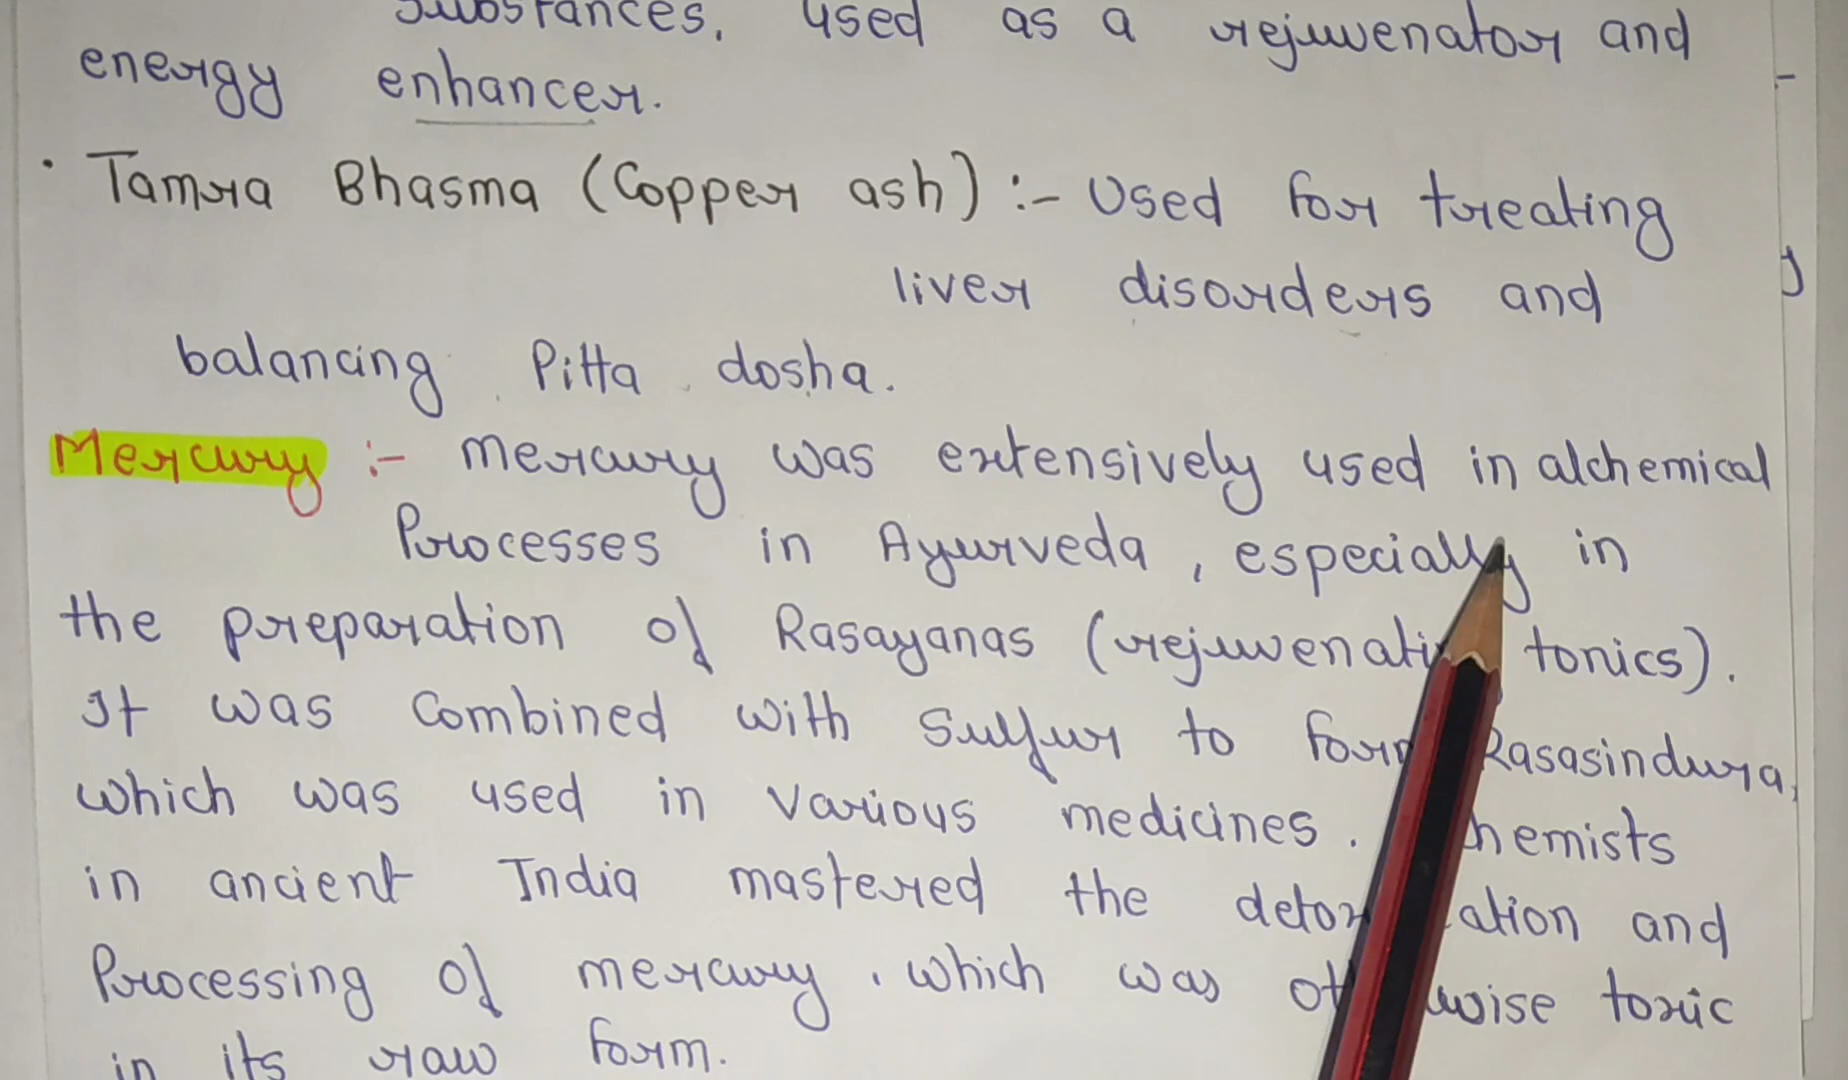 substances, used as a rejuvenator and
energy enhancer.
• Tamra Bhasma (Copper ash) :- Used for treating
liver disorders and
balancing Pitta dosha.
Mercury :- mercury was extensively used in alchemical
Processes in Ayurveda, especially in
the preparation of Rasayanas (rejuvenati tonics).
It was combined with Sulfur to form Rasasindura,
which was used in various medicines. hemists
in ancient India mastered the detox ation and
Processing of mercury, which was ot wise toxic
in its raw form.